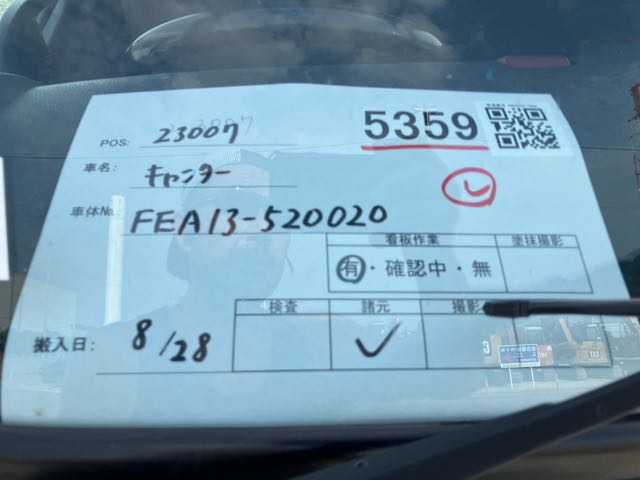 POS: 23007 5359
車名: キャンター
し
車体No. FEA13-520020
看板作業 塗抹撮影
有・確認中・無
検査 諸元 撮影
搬入日: 8/28 ✓